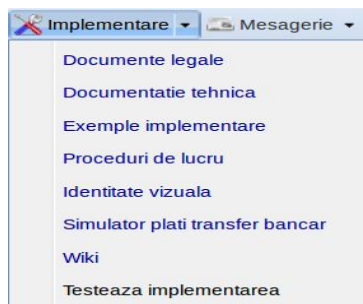 Implementare Mesagerie
Documente legale
Documentatie tehnica
Exemple implementare
Proceduri de lucru
Identitate vizuala
Simulator plati transfer bancar
Wiki
Testeaza implementarea